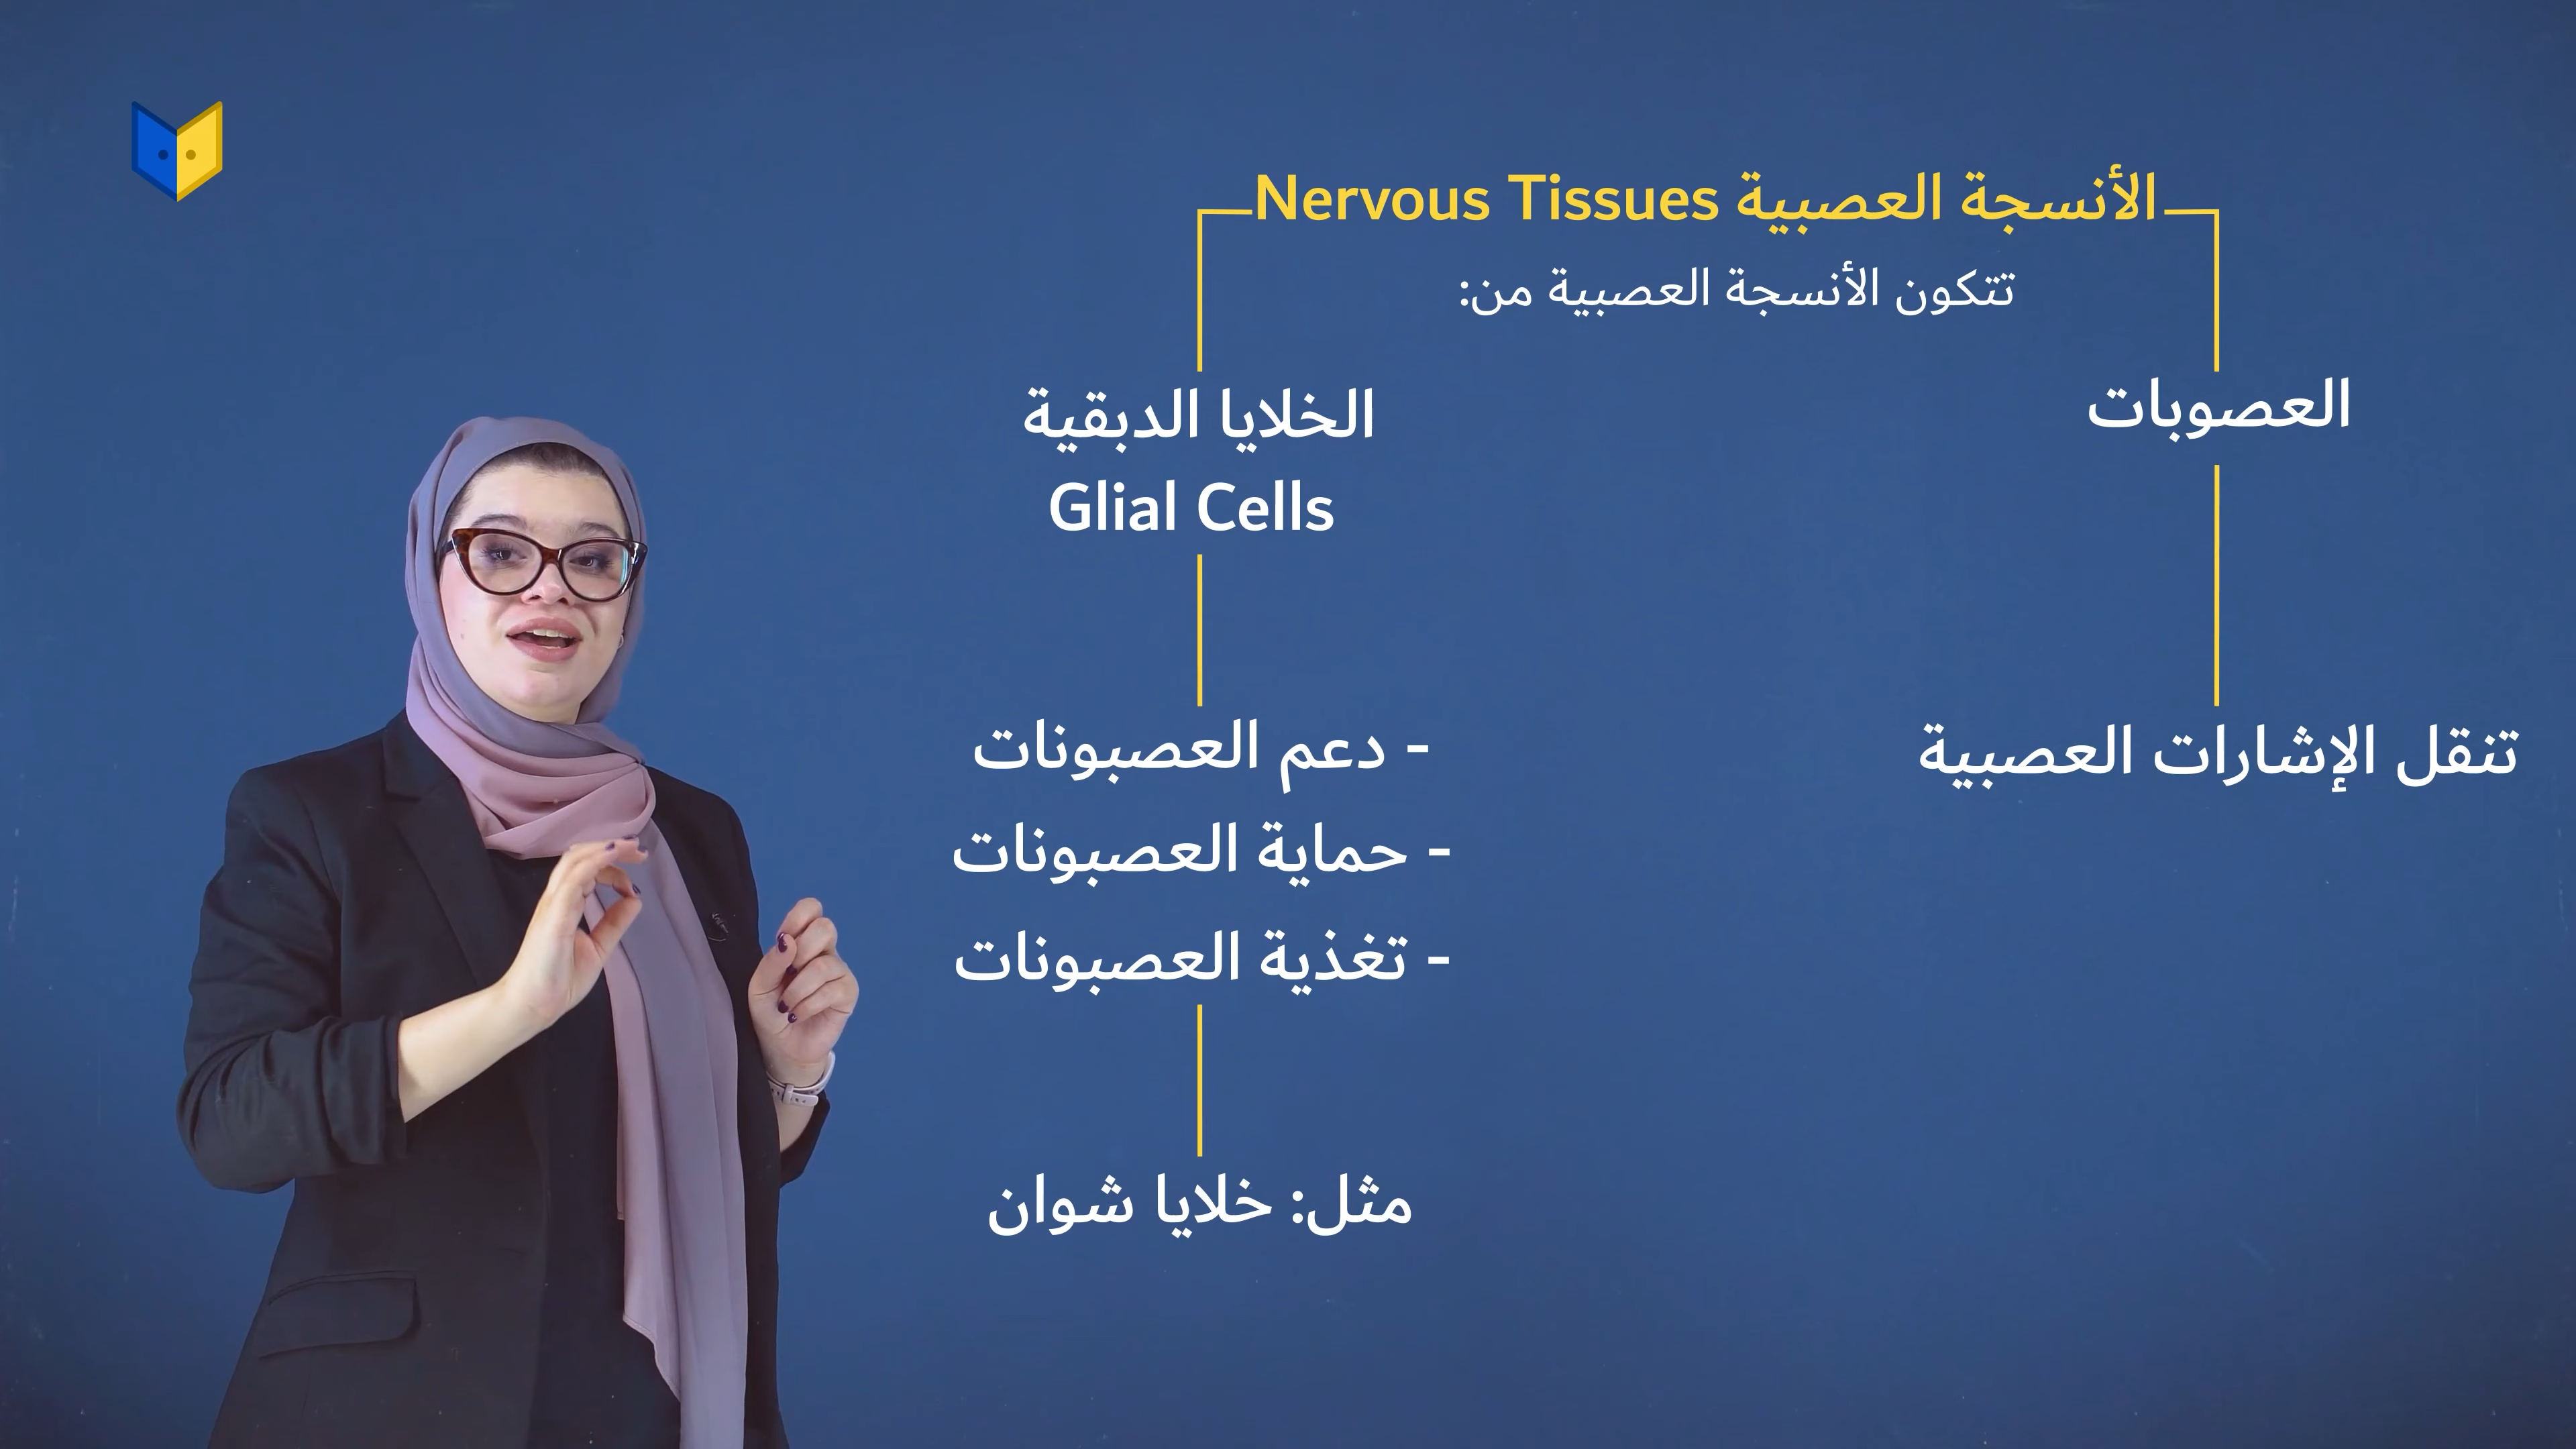 الأنسجة العصبية Nervous Tissues
تتكون الأنسجة العصبية من:
العصوبات
تنقل الإشارات العصبية
الخلايا الدبقية
Glial Cells
- دعم العصبونات
- حماية العصبونات
- تغذية العصبونات
مثل: خلايا شوان